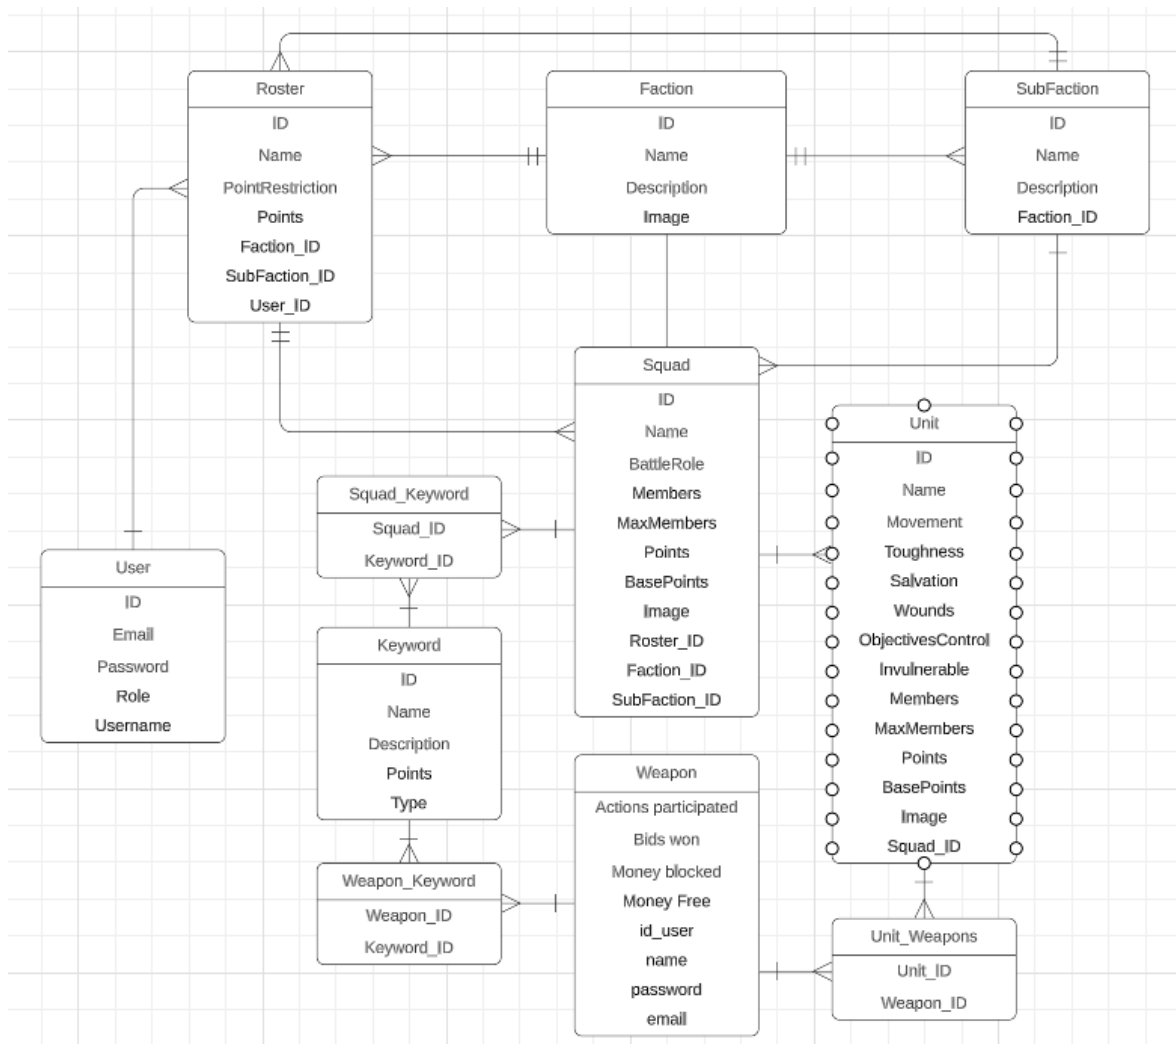 Roster
ID
Name
PointRestriction
Points
Faction_ID
SubFaction_ID
User_ID
Faction
ID
Name
Description
Image
SubFaction
ID
Name
Description
Faction_ID
Squad
ID
Name
BattleRole
Members
MaxMembers
Points
BasePoints
Image
Roster_ID
Faction_ID
SubFaction_ID
Unit
ID
Name
Movement
Toughness
Salvation
Wounds
ObjectivesControl
Invulnerable
Members
MaxMembers
Points
BasePoints
Image
Squad_ID
Squad_Keyword
Squad_ID
Keyword_ID
User
ID
Email
Password
Role
Username
Keyword
ID
Name
Description
Points
Type
Weapon
Actions participated
Bids won
Money blocked
Money Free
id_user
name
password
email
Weapon_Keyword
Weapon_ID
Keyword_ID
Unit_Weapons
Unit_ID
Weapon_ID